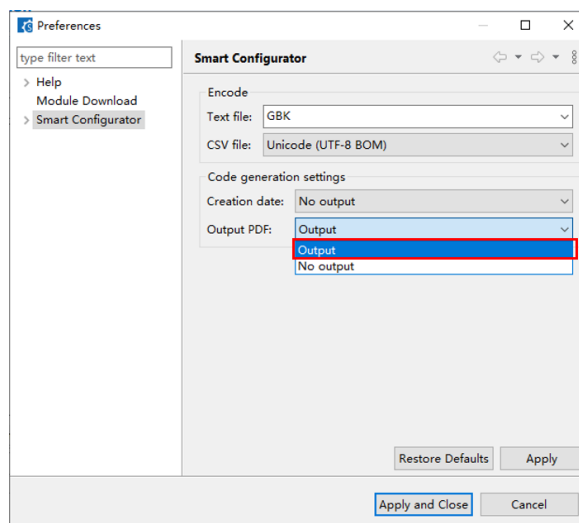 Preferences
type filter text
Smart Configurator
Help
Module Download
Smart Configurator
Encode
Text file: GBK
CSV file: Unicode (UTF-8 BOM)
Code generation settings
Creation date: No output
Output PDF: Output
Output
No output
Restore Defaults Apply
Apply and Close Cancel